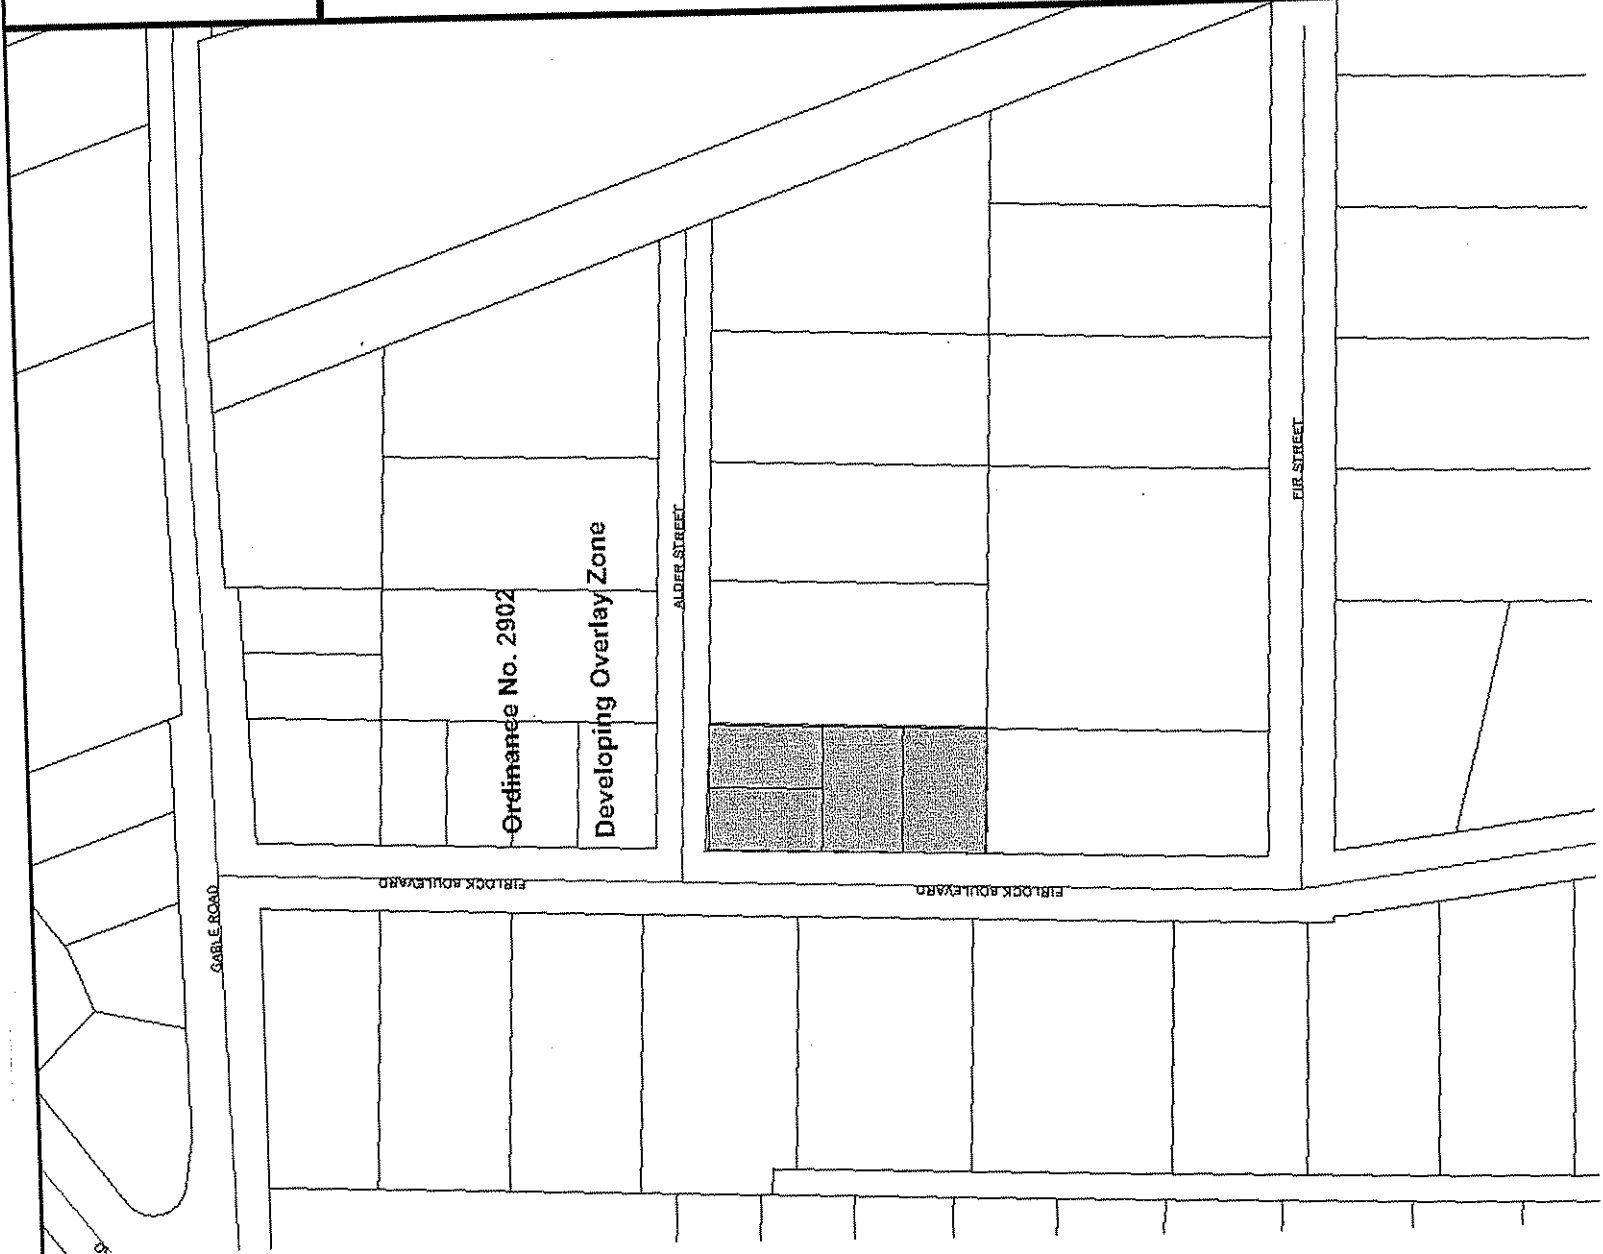 Ordinance No. 2902
Developing Overlay Zone
ALDER STREET
FIR STREET
GABLE ROAD
FIRLOCK BOULEVARD
FIRLOCK BOULEVARD